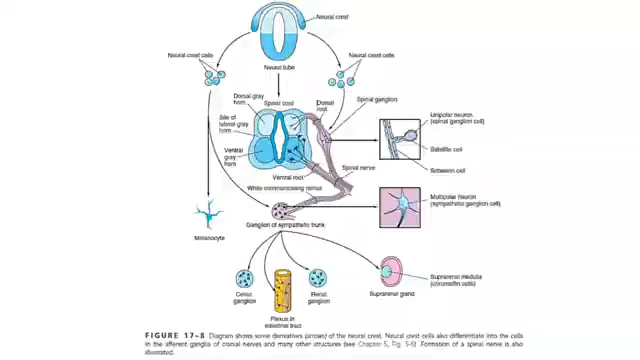 Neural crest
Neural crest cells
Neural crest cells
Neural tube
Dorsal gray
horn
Spinal cord
Dorsal
root
Spinal ganglion
Site of
lateral gray
horn
Unipolar neuron
(spinal ganglion cell)
Satellite cell
Ventral
gray
horn
Schwann cell
Spinal nerve
Ventral root
White communicating ramus
Multipolar neuron
(sympathetic ganglion cell)
Melanocyte
Ganglion of sympathetic trunk
Celiac
ganglion
Renal
ganglion
Plexus in
intestinal tract
Suprarenal gland
Suprarenal medulla
(chromaffin cells)
FIGURE 17–8 Diagram shows some derivatives (arrows) of the neural crest. Neural crest cells also differentiate into the cells
in the afferent ganglia of cranial nerves and many other structures (see Chapter 5, Fig. 5-5). Formation of a spinal nerve is also
illustrated.